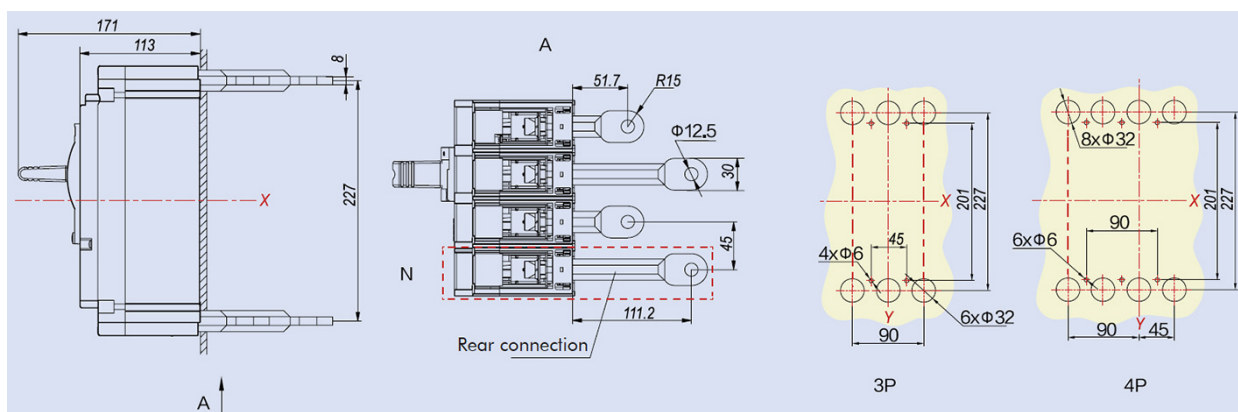 171
113
8
227
X
A
A
51.7
R15
Φ12.5
30
45
N
111.2
Rear connection
X
201
227
45
4xΦ6
6xΦ32
Y
90
3P
8xΦ32
X
201
227
90
6xΦ6
Y
90
45
4P